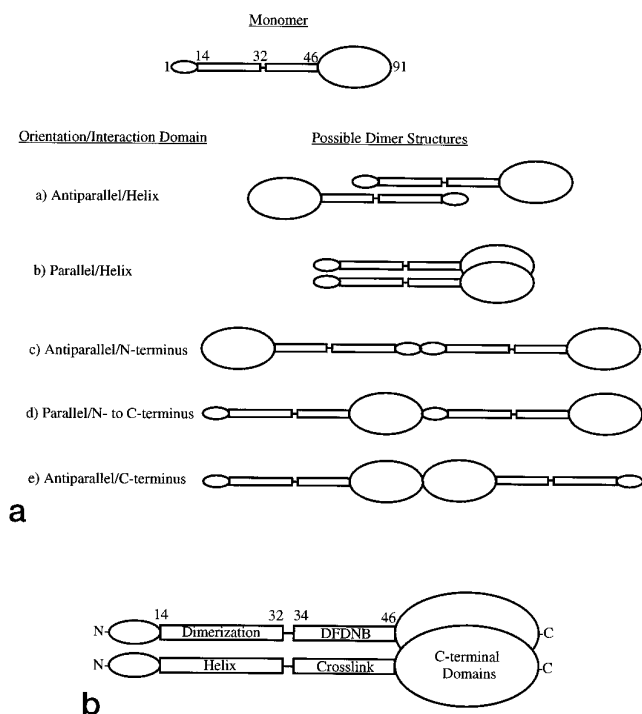 Monomer
1 14 32 46 91
Orientation/Interaction Domain Possible Dimer Structures
a) Antiparallel/Helix
b) Parallel/Helix
c) Antiparallel/N-terminus
d) Parallel/N- to C-terminus
e) Antiparallel/C-terminus
a
14 32 34 46
N- Dimerization DFDNB -C
N- Helix Crosslink C-terminal Domains -C
b